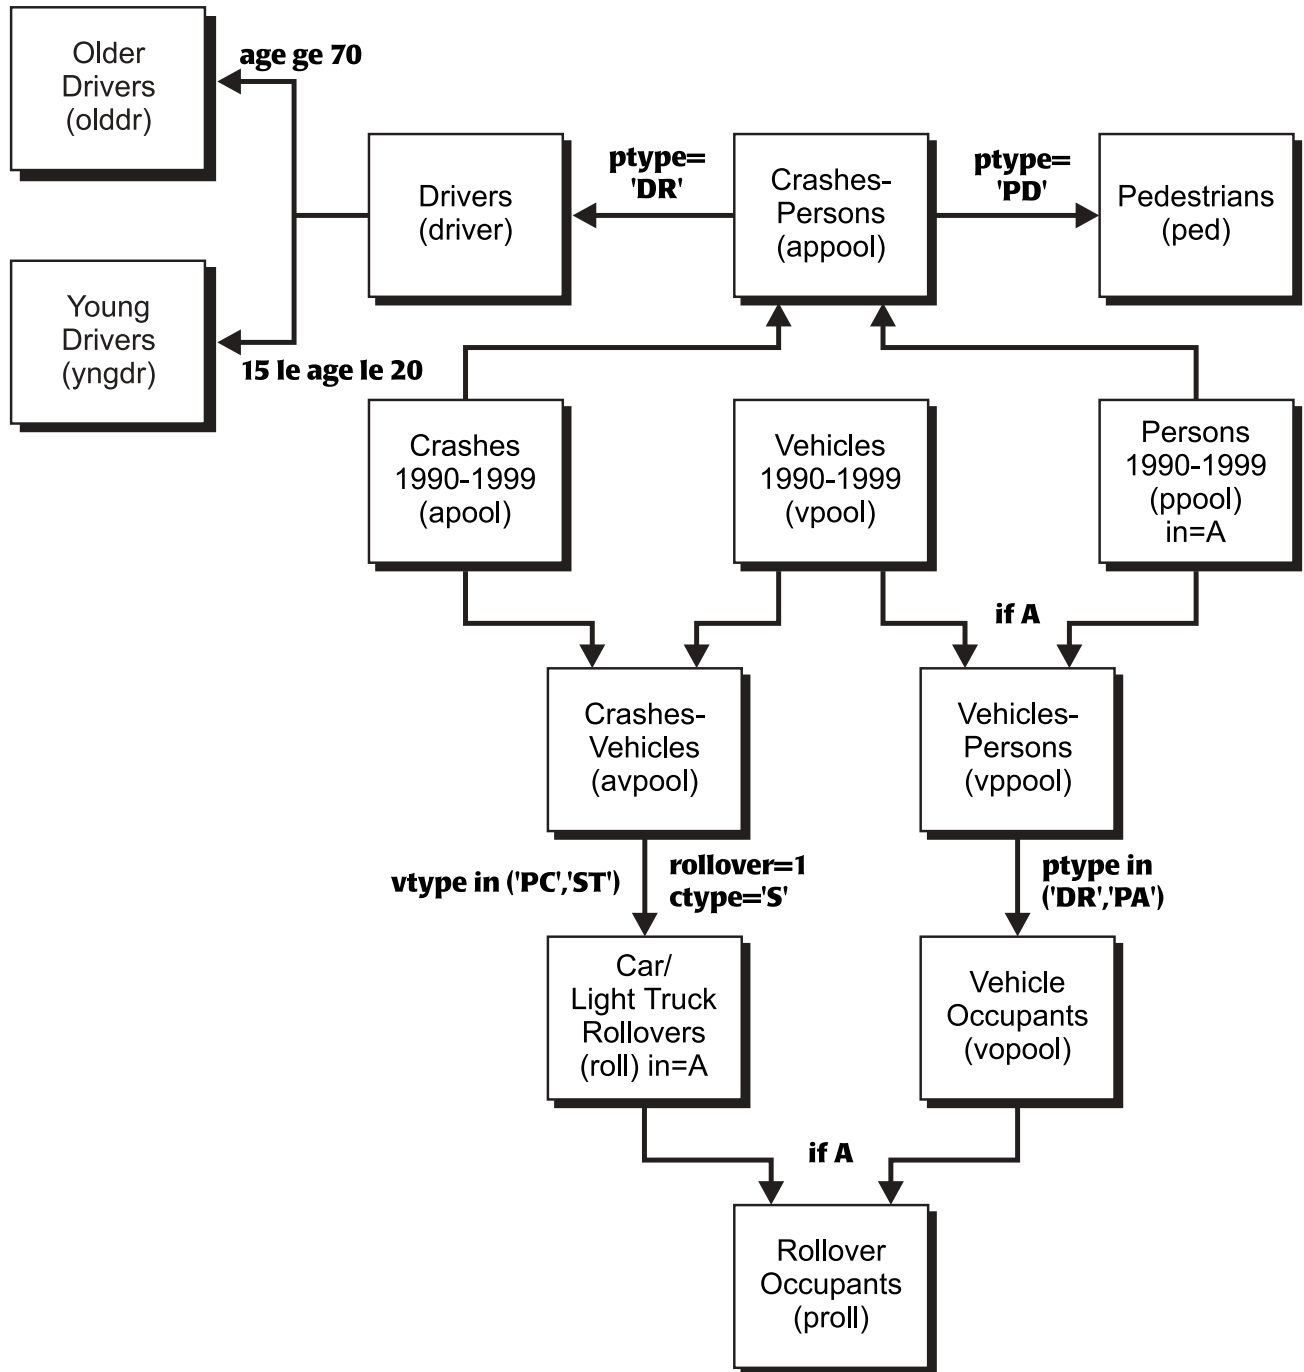 Older
Drivers
(olddr)
age ge 70
Drivers
(driver)
ptype=
'DR'
Crashes-
Persons
(appool)
ptype=
'PD'
Pedestrians
(ped)
Young
Drivers
(yngdr)
15 le age le 20
Crashes
1990-1999
(apool)
Vehicles
1990-1999
(vpool)
Persons
1990-1999
(ppool)
in=A
if A
Crashes-
Vehicles
(avpool)
Vehicles-
Persons
(vppool)
vtype in ('PC','ST')
rollover=1
ctype='S'
ptype in
('DR','PA')
Car/
Light Truck
Rollovers
(roll) in=A
Vehicle
Occupants
(vopool)
if A
Rollover
Occupants
(proll)